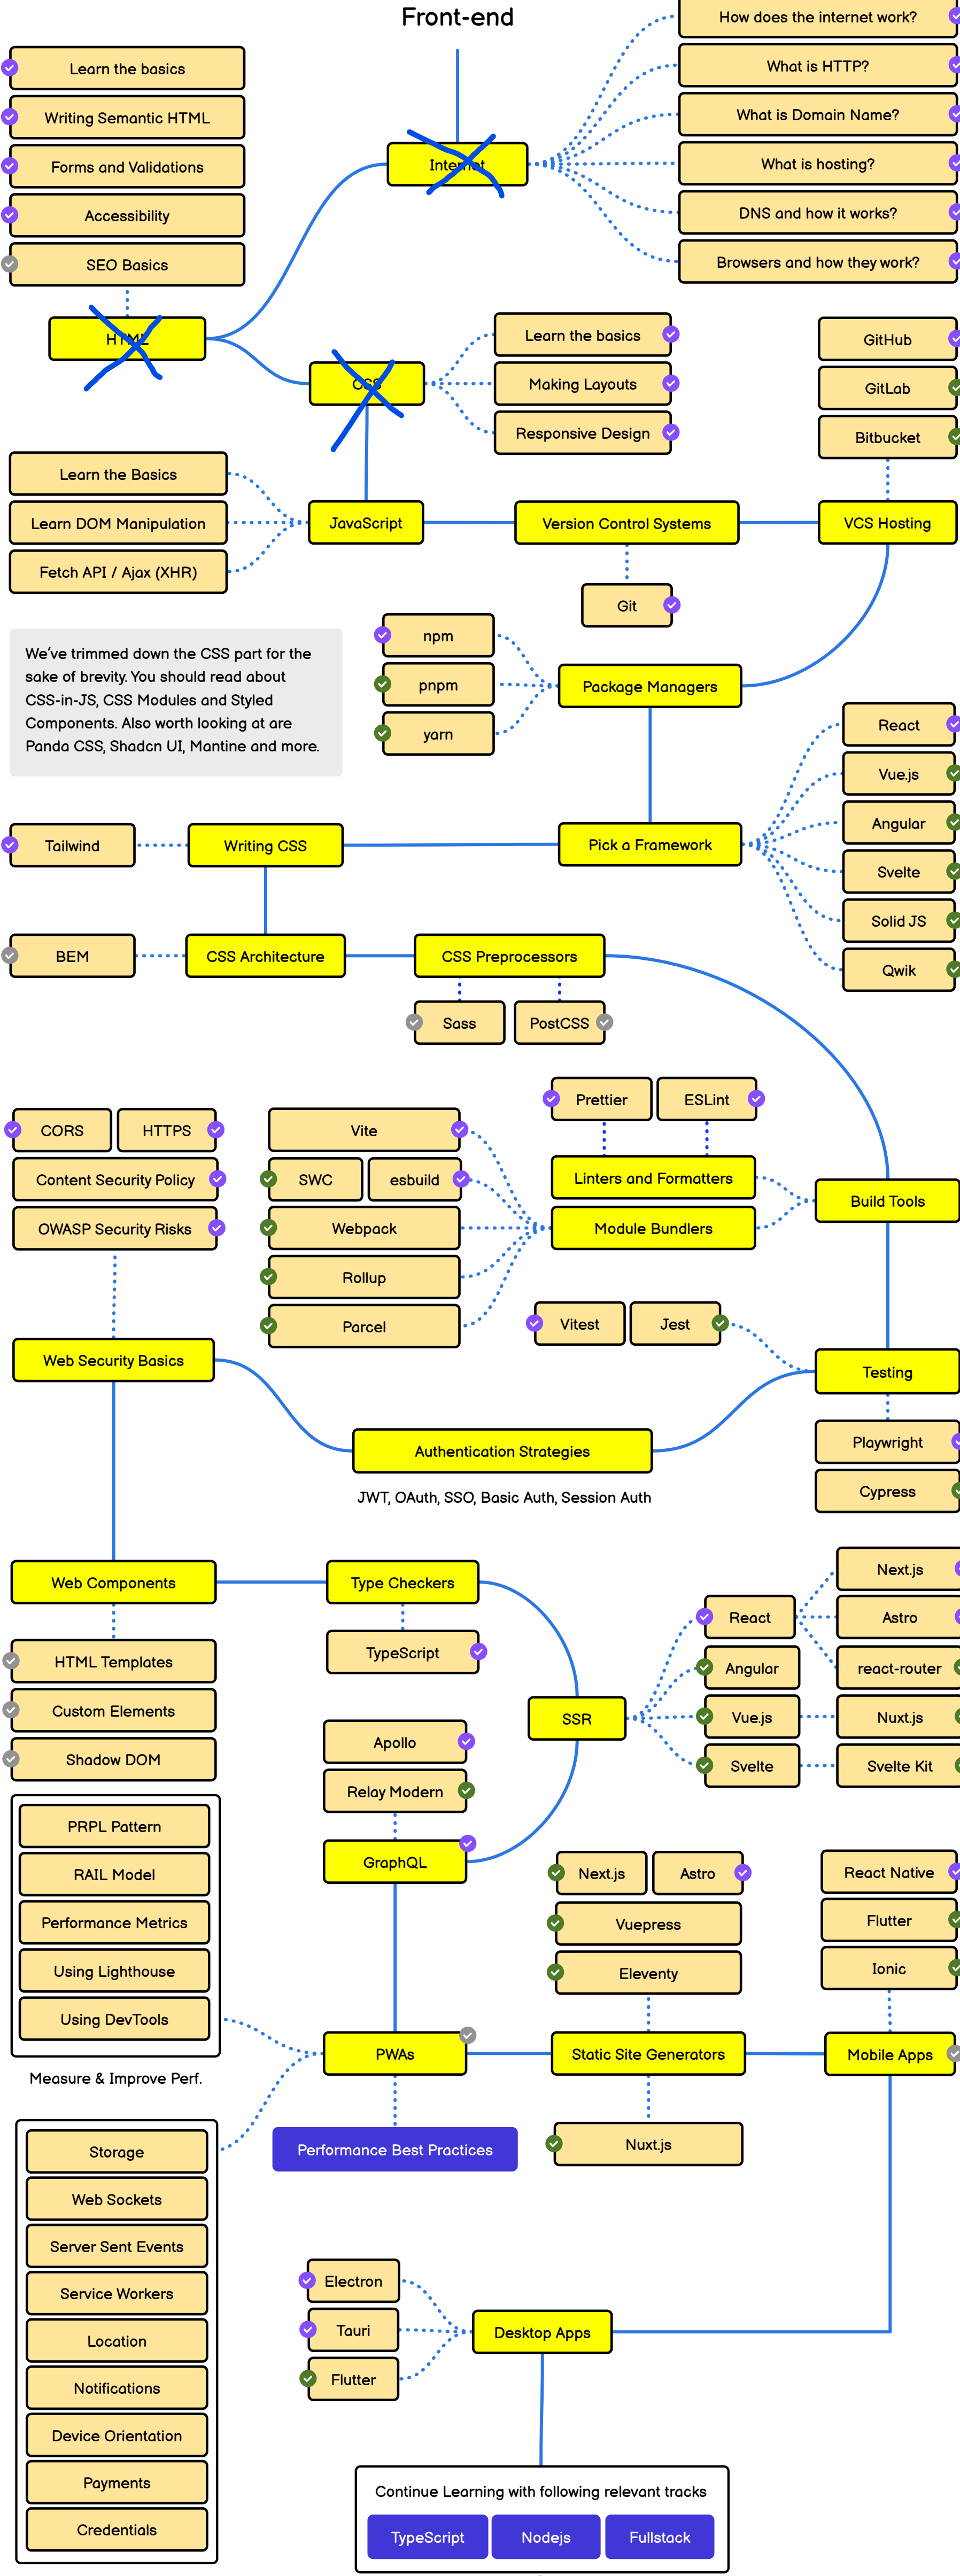 Front-end
How does the internet work?
What is HTTP?
What is Domain Name?
What is hosting?
DNS and how it works?
Browsers and how they work?
Internet
Learn the basics
Writing Semantic HTML
Forms and Validations
Accessibility
SEO Basics
HTML
CSS
Learn the basics
Making Layouts
Responsive Design
GitHub
GitLab
Bitbucket
Learn the Basics
Learn DOM Manipulation
Fetch API / Ajax (XHR)
JavaScript
Version Control Systems
VCS Hosting
Git
We've trimmed down the CSS part for the
sake of brevity. You should read about
CSS-in-JS, CSS Modules and Styled
Components. Also worth looking at are
Panda CSS, Shadcn UI, Mantine and more.
npm
pnpm
yarn
Package Managers
React
Vue.js
Angular
Svelte
Solid JS
Qwik
Tailwind
Writing CSS
Pick a Framework
BEM
CSS Architecture
CSS Preprocessors
Sass
PostCSS
Prettier
ESLint
Linters and Formatters
Module Bundlers
Build Tools
CORS
HTTPS
Content Security Policy
OWASP Security Risks
Vite
SWC
esbuild
Webpack
Rollup
Parcel
Vitest
Jest
Web Security Basics
Testing
Authentication Strategies
JWT, OAuth, SSO, Basic Auth, Session Auth
Playwright
Cypress
Web Components
Type Checkers
HTML Templates
Custom Elements
Shadow DOM
TypeScript
SSR
React
Angular
Vue.js
Svelte
Next.js
Astro
react-router
Nuxt.js
Svelte Kit
Apollo
Relay Modern
GraphQL
PRPL Pattern
RAIL Model
Performance Metrics
Using Lighthouse
Using DevTools
Measure & Improve Perf.
Next.js
Astro
Vuepress
Eleventy
React Native
Flutter
Ionic
PWAs
Static Site Generators
Mobile Apps
Performance Best Practices
Nuxt.js
Storage
Web Sockets
Server Sent Events
Service Workers
Location
Notifications
Device Orientation
Payments
Credentials
Electron
Tauri
Flutter
Desktop Apps
Continue Learning with following relevant tracks
TypeScript
Nodejs
Fullstack